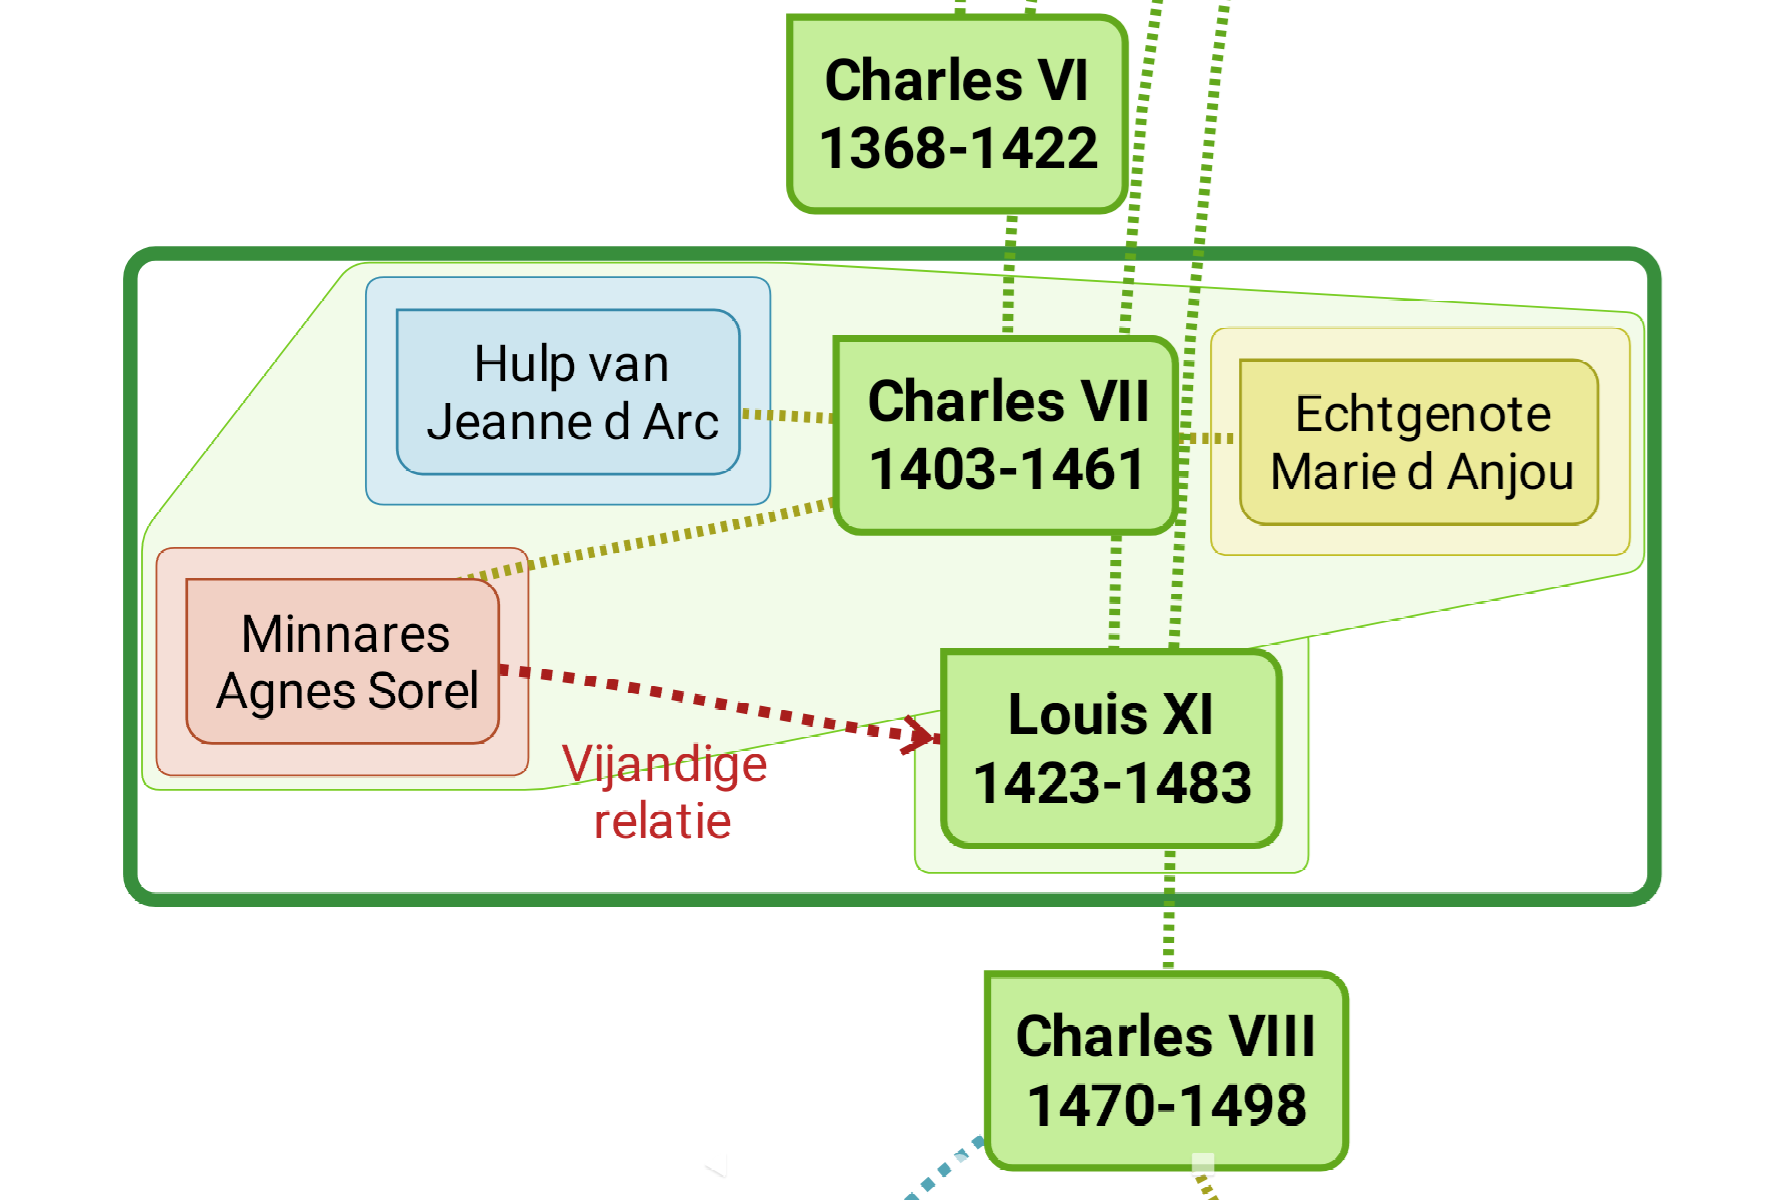 Charles VI
1368-1422
Hulp van
Jeanne d Arc
Charles VII
1403-1461
Echtgenote
Marie d Anjou
Minnares
Agnes Sorel
Vijandige
relatie
Louis XI
1423-1483
Charles VIII
1470-1498